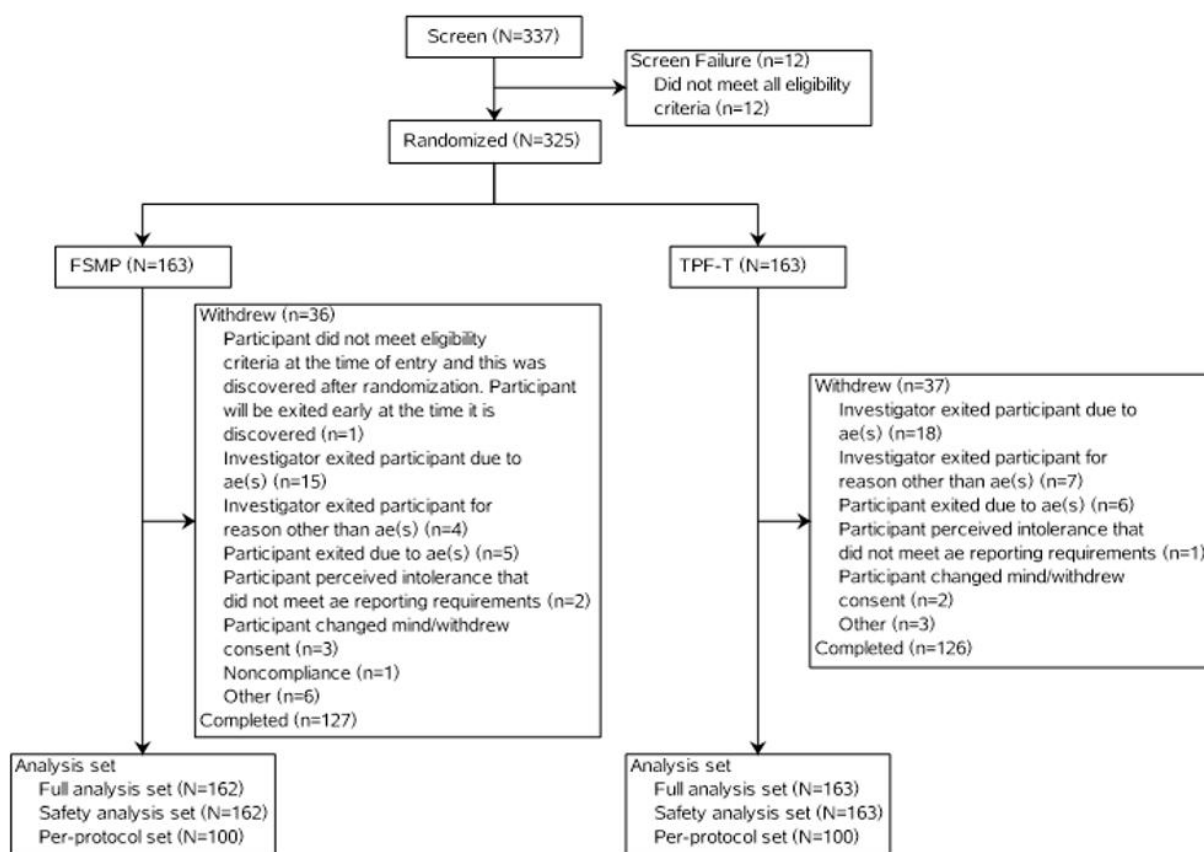 Screen (N=337)
Screen Failure (n=12)
Did not meet all eligibility
criteria (n=12)
Randomized (N=325)
FSMP (N=163)
TPF-T (N=163)
Withdrew (n=36)
Participant did not meet eligibility
criteria at the time of entry and this was
discovered after randomization. Participant
will be exited early at the time it is
discovered (n=1)
Investigator exited participant due to
ae(s) (n=15)
Investigator exited participant for
reason other than ae(s) (n=4)
Participant exited due to ae(s) (n=5)
Participant perceived intolerance that
did not meet ae reporting requirements (n=2)
Participant changed mind/withdrew
consent (n=3)
Noncompliance (n=1)
Other (n=6)
Completed (n=127)
Withdrew (n=37)
Investigator exited participant due to
ae(s) (n=18)
Investigator exited participant for
reason other than ae(s) (n=7)
Participant exited due to ae(s) (n=6)
Participant perceived intolerance that
did not meet ae reporting requirements (n=1)
Participant changed mind/withdrew
consent (n=2)
Other (n=3)
Completed (n=126)
Analysis set
Full analysis set (N=162)
Safety analysis set (N=162)
Per-protocol set (N=100)
Analysis set
Full analysis set (N=163)
Safety analysis set (N=163)
Per-protocol set (N=100)